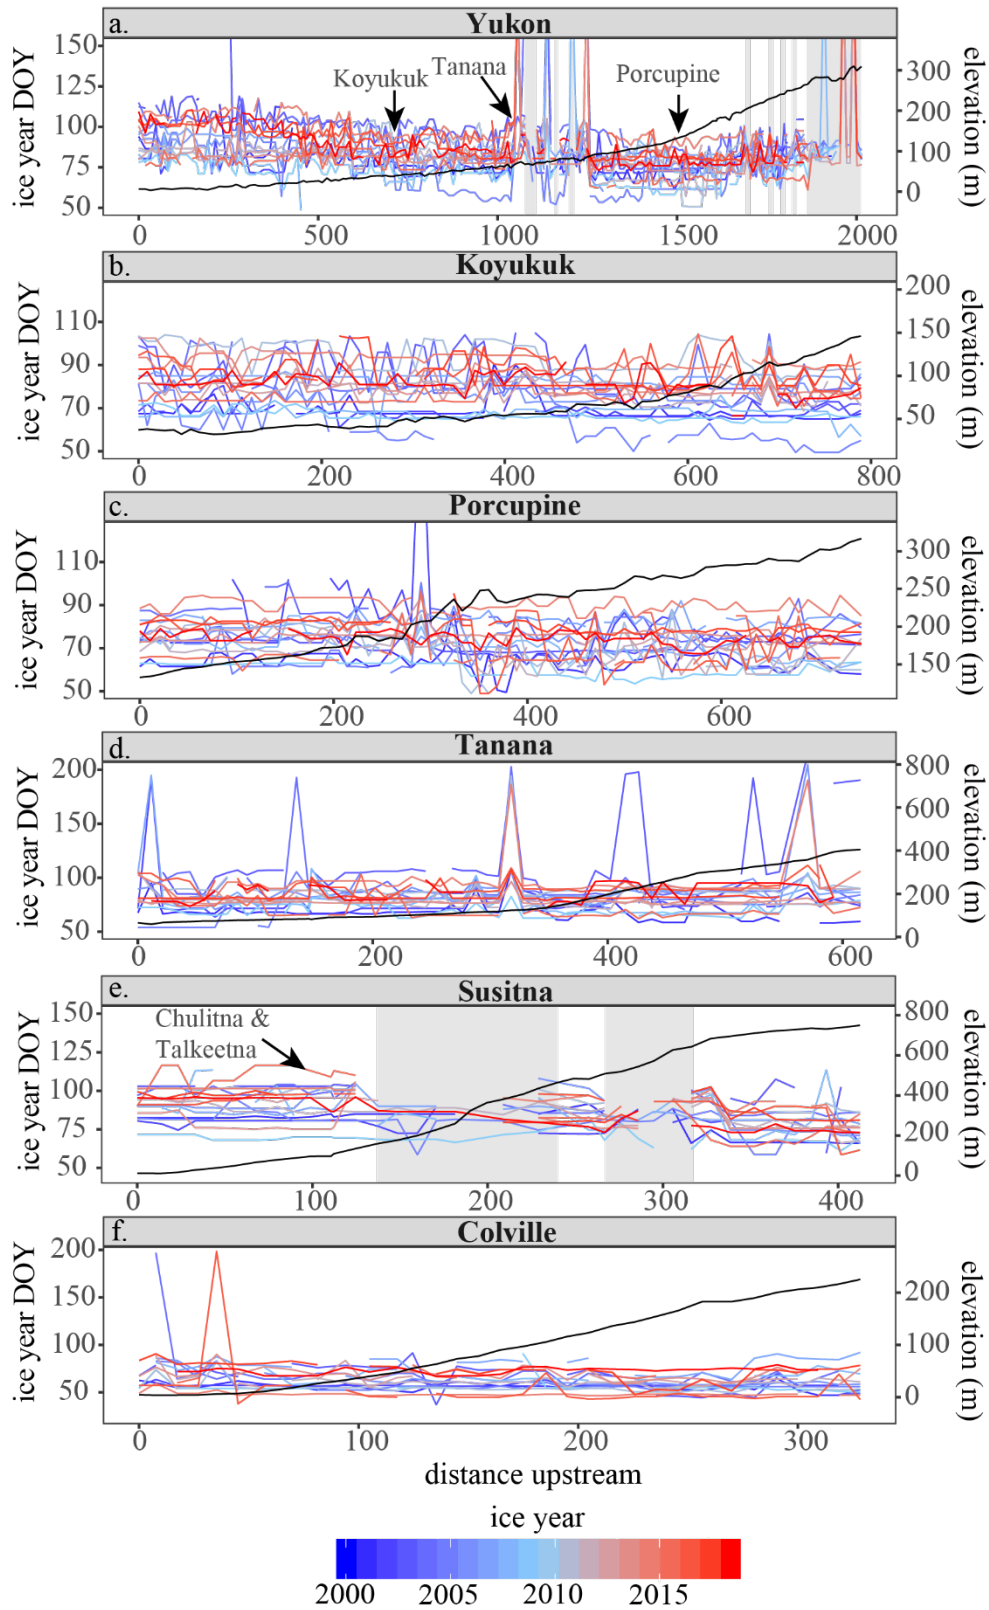 a.
Yukon
150
125
100
75
50
ice year DOY
Koyukuk
Tanana
Porcupine
300
200
100
0
elevation (m)
0 500 1000 1500 2000
b.
Koyukuk
110
90
70
50
ice year DOY
200
150
100
50
elevation (m)
0 200 400 600 800
c.
Porcupine
110
90
70
50
ice year DOY
300
250
200
150
elevation (m)
0 200 400 600
d.
Tanana
200
150
100
50
ice year DOY
800
600
400
200
0
elevation (m)
0 200 400 600
e.
Susitna
150
125
100
75
50
ice year DOY
Chulitna &
Talkeetna
800
600
400
200
0
elevation (m)
0 100 200 300 400
f.
Colville
200
150
100
50
ice year DOY
200
100
0
elevation (m)
0 100 200 300
distance upstream
ice year
2000 2005 2010 2015